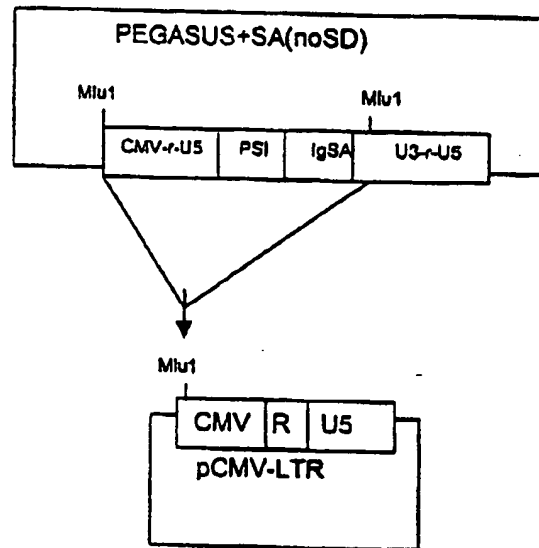 PEGASUS+SA(noSD)
Mlu1 Mlu1
CMV-r-U5 PSI IgSA U3-r-U5
Mlu1
CMV R U5
pCMV-LTR